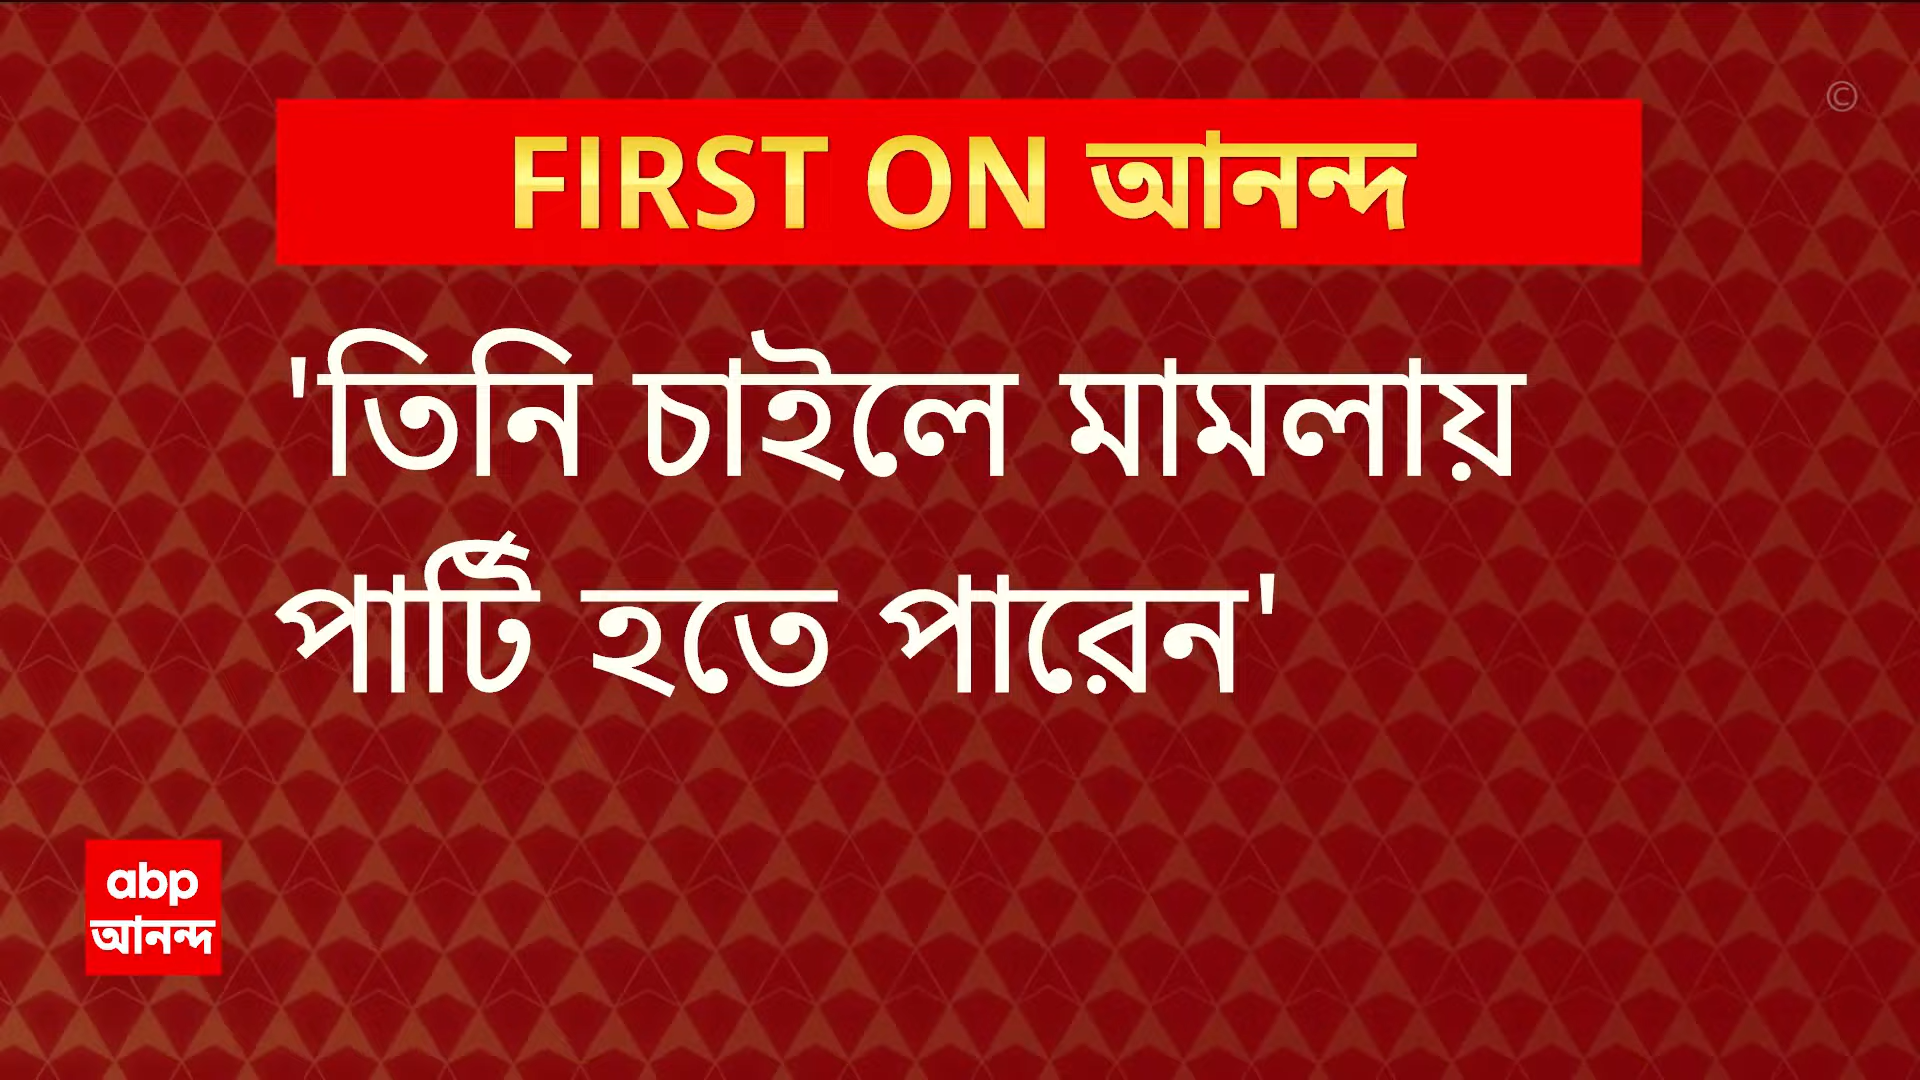 ©
FIRST ON আনন্দ
'তিনি চাইলে মামলায়
পার্টি হতে পারেন'
abp
আনন্দ